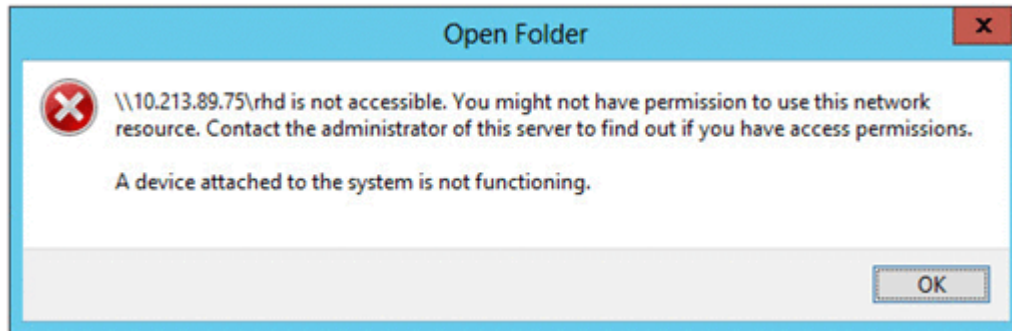 Open Folder
x
\\10.213.89.75\rhd is not accessible. You might not have permission to use this network
resource. Contact the administrator of this server to find out if you have access permissions.
A device attached to the system is not functioning.
OK